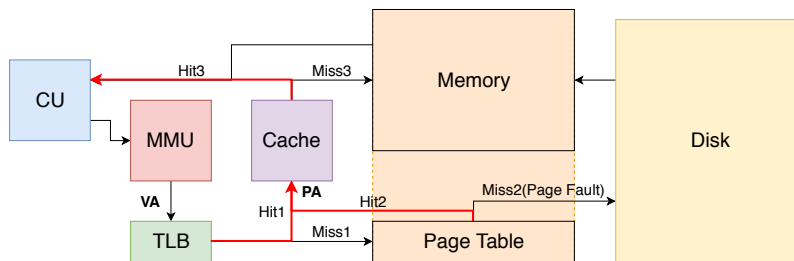 Hit3
Miss3
Memory
CU
MMU
Cache
Disk
VA
PA
Hit1
Hit2
Miss2(Page Fault)
TLB
Miss1
Page Table